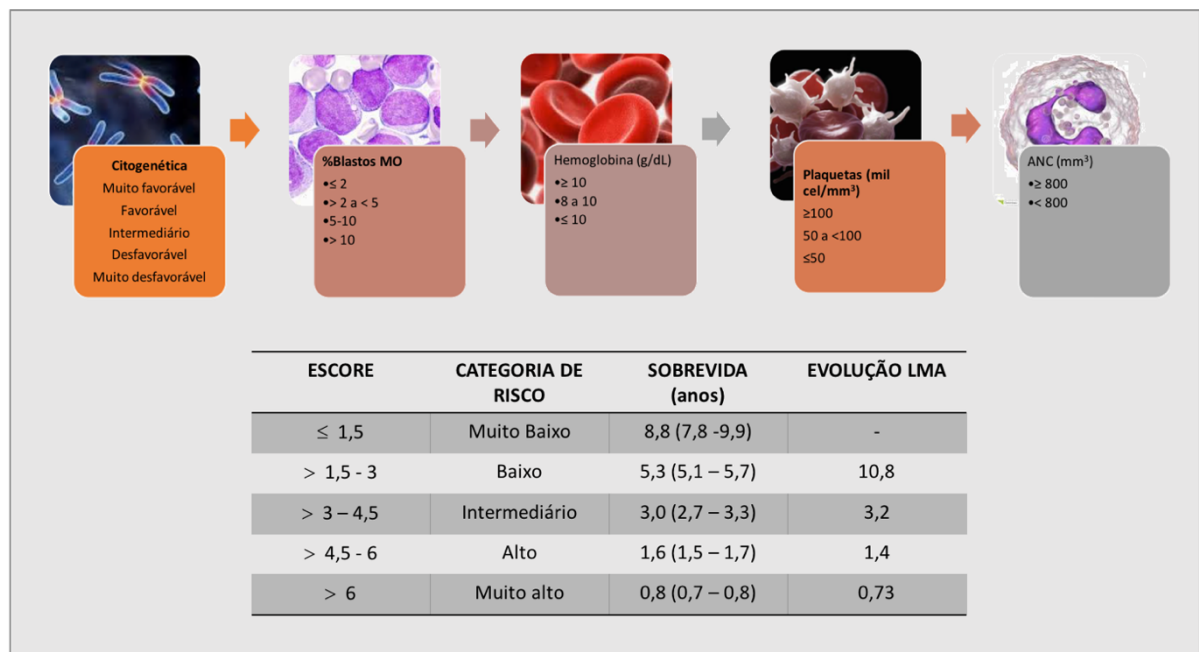 Citogenética
Muito favorável
Favorável
Intermediário
Desfavorável
Muito desfavorável
%Blastos MO
•≤ 2
•> 2 a < 5
•5-10
•> 10
Hemoglobina (g/dL)
•≥ 10
•8 a 10
•≤ 10
Plaquetas (mil
cel/mm³)
≥100
50 a <100
≤50
ANC (mm³)
•≥ 800
•< 800
ESCORE CATEGORIA DE RISCO SOBREVIDA (anos) EVOLUÇÃO LMA
≤ 1,5 Muito Baixo 8,8 (7,8 -9,9) -
> 1,5 - 3 Baixo 5,3 (5,1 – 5,7) 10,8
> 3 – 4,5 Intermediário 3,0 (2,7 – 3,3) 3,2
> 4,5 - 6 Alto 1,6 (1,5 – 1,7) 1,4
> 6 Muito alto 0,8 (0,7 – 0,8) 0,73